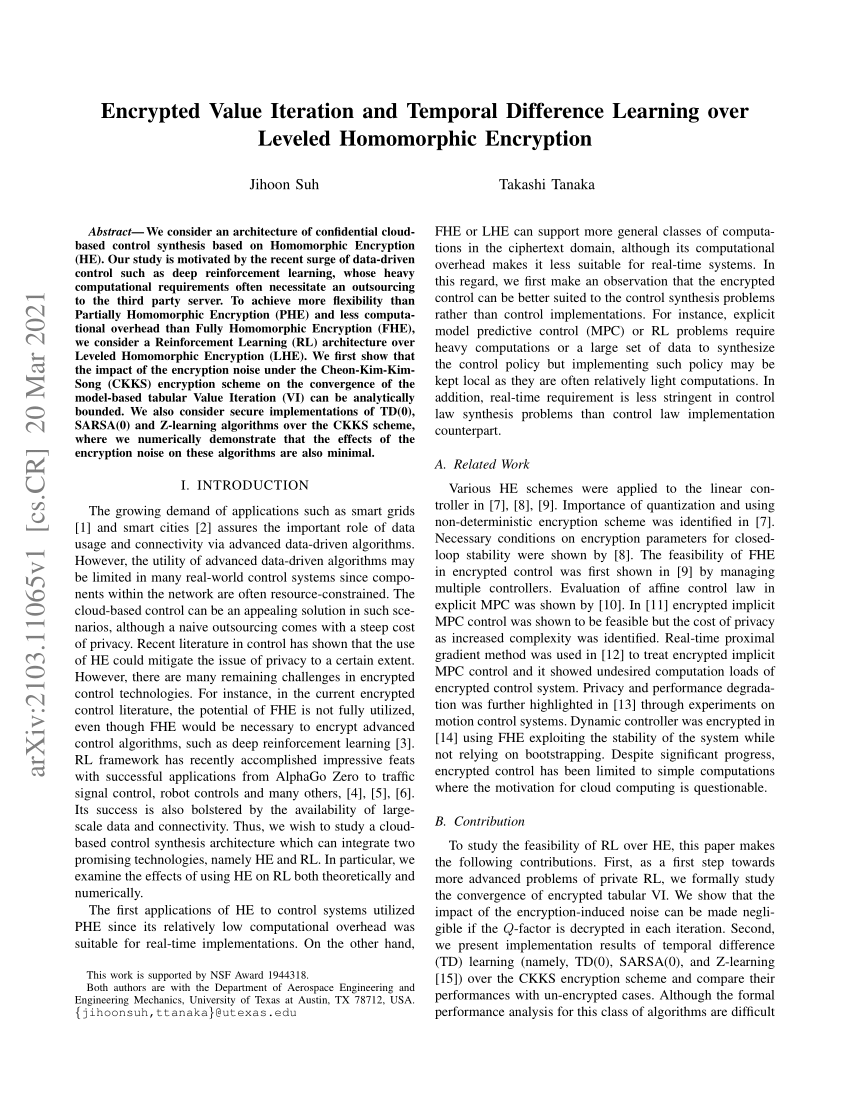 Encrypted Value Iteration and Temporal Difference Learning over
Leveled Homomorphic Encryption
Jihoon Suh
Takashi Tanaka
Abstract— We consider an architecture of confidential cloud-
based control synthesis based on Homomorphic Encryption
(HE). Our study is motivated by the recent surge of data-driven
control such as deep reinforcement learning, whose heavy
computational requirements often necessitate an outsourcing
to the third party server. To achieve more flexibility than
Partially Homomorphic Encryption (PHE) and less computa-
tional overhead than Fully Homomorphic Encryption (FHE),
we consider a Reinforcement Learning (RL) architecture over
Leveled Homomorphic Encryption (LHE). We first show that
the impact of the encryption noise under the Cheon-Kim-Kim-
Song (CKKS) encryption scheme on the convergence of the
model-based tabular Value Iteration (VI) can be analytically
bounded. We also consider secure implementations of TD(0),
SARSA(0) and Z-learning algorithms over the CKKS scheme,
where we numerically demonstrate that the effects of the
encryption noise on these algorithms are also minimal.
I. INTRODUCTION
The growing demand of applications such as smart grids
[1] and smart cities [2] assures the important role of data
usage and connectivity via advanced data-driven algorithms.
However, the utility of advanced data-driven algorithms may
be limited in many real-world control systems since compo-
nents within the network are often resource-constrained. The
cloud-based control can be an appealing solution in such sce-
narios, although a naive outsourcing comes with a steep cost
of privacy. Recent literature in control has shown that the use
of HE could mitigate the issue of privacy to a certain extent.
However, there are many remaining challenges in encrypted
control technologies. For instance, in the current encrypted
control literature, the potential of FHE is not fully utilized,
even though FHE would be necessary to encrypt advanced
control algorithms, such as deep reinforcement learning [3].
RL framework has recently accomplished impressive feats
with successful applications from AlphaGo Zero to traffic
signal control, robot controls and many others, [4], [5], [6].
Its success is also bolstered by the availability of large-
scale data and connectivity. Thus, we wish to study a cloud-
based control synthesis architecture which can integrate two
promising technologies, namely HE and RL. In particular, we
examine the effects of using HE on RL both theoretically and
numerically.
The first applications of HE to control systems utilized
PHE since its relatively low computational overhead was
suitable for real-time implementations. On the other hand,
This work is supported by NSF Award 1944318.
Both authors are with the Department of Aerospace Engineering and
Engineering Mechanics, University of Texas at Austin, TX 78712, USA.
{jihoonsuh,ttanaka}@utexas.edu
FHE or LHE can support more general classes of computa-
tions in the ciphertext domain, although its computational
overhead makes it less suitable for real-time systems. In
this regard, we first make an observation that the encrypted
control can be better suited to the control synthesis problems
rather than control implementations. For instance, explicit
model predictive control (MPC) or RL problems require
heavy computations or a large set of data to synthesize
the control policy but implementing such policy may be
kept local as they are often relatively light computations. In
addition, real-time requirement is less stringent in control
law synthesis problems than control law implementation
counterpart.
A. Related Work
Various HE schemes were applied to the linear con-
troller in [7], [8], [9]. Importance of quantization and using
non-deterministic encryption scheme was identified in [7].
Necessary conditions on encryption parameters for closed-
loop stability were shown by [8]. The feasibility of FHE
in encrypted control was first shown in [9] by managing
multiple controllers. Evaluation of affine control law in
explicit MPC was shown by [10]. In [11] encrypted implicit
MPC control was shown to be feasible but the cost of privacy
as increased complexity was identified. Real-time proximal
gradient method was used in [12] to treat encrypted implicit
MPC control and it showed undesired computation loads of
encrypted control system. Privacy and performance degrada-
tion was further highlighted in [13] through experiments on
motion control systems. Dynamic controller was encrypted in
[14] using FHE exploiting the stability of the system while
not relying on bootstrapping. Despite significant progress,
encrypted control has been limited to simple computations
where the motivation for cloud computing is questionable.
B. Contribution
To study the feasibility of RL over HE, this paper makes
the following contributions. First, as a first step towards
more advanced problems of private RL, we formally study
the convergence of encrypted tabular VI. We show that the
impact of the encryption-induced noise can be made negli-
gible if the Q-factor is decrypted in each iteration. Second,
we present implementation results of temporal difference
(TD) learning (namely, TD(0), SARSA(0), and Z-learning
[15]) over the CKKS encryption scheme and compare their
performances with un-encrypted cases. Although the formal
performance analysis for this class of algorithms are difficult
arXiv:2103.11065v1 [cs.CR] 20 Mar 2021